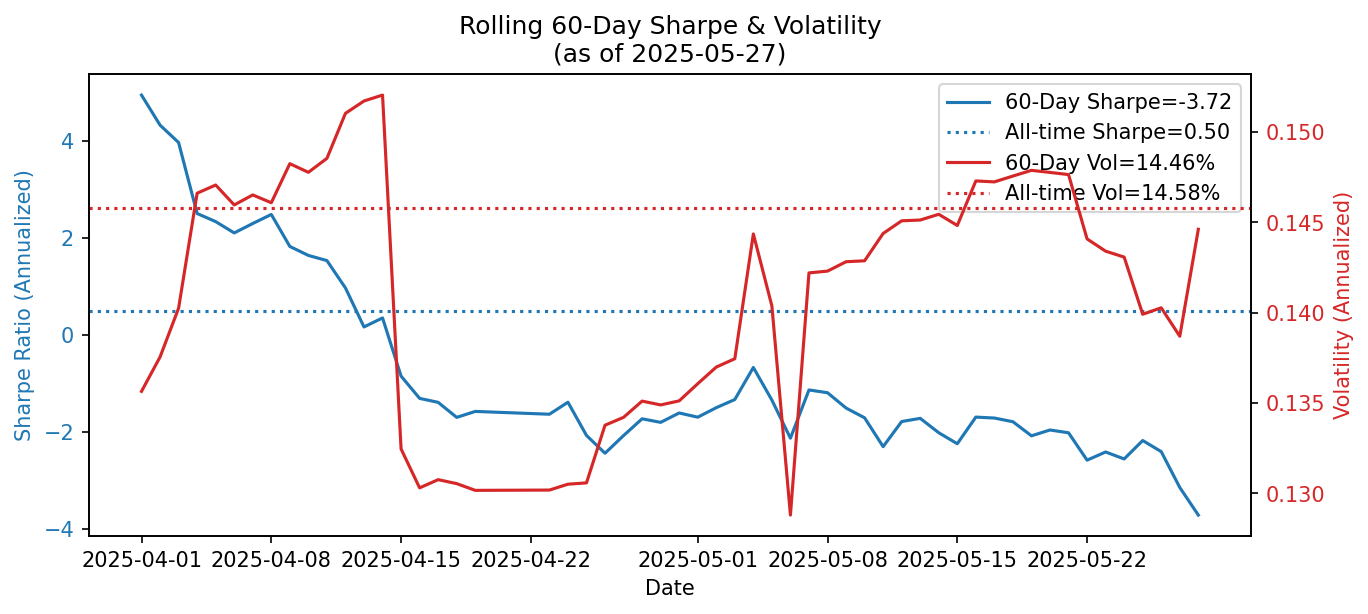 Rolling 60-Day Sharpe & Volatility
(as of 2025-05-27)
60-Day Sharpe=-3.72
All-time Sharpe=0.50
60-Day Vol=14.46%
All-time Vol=14.58%
Sharpe Ratio (Annualized)
4
2
0
−2
−4
0.150
0.145
0.140
0.135
0.130
Volatility (Annualized)
2025-04-01 2025-04-08 2025-04-15 2025-04-22 2025-05-01 2025-05-08 2025-05-15 2025-05-22
Date